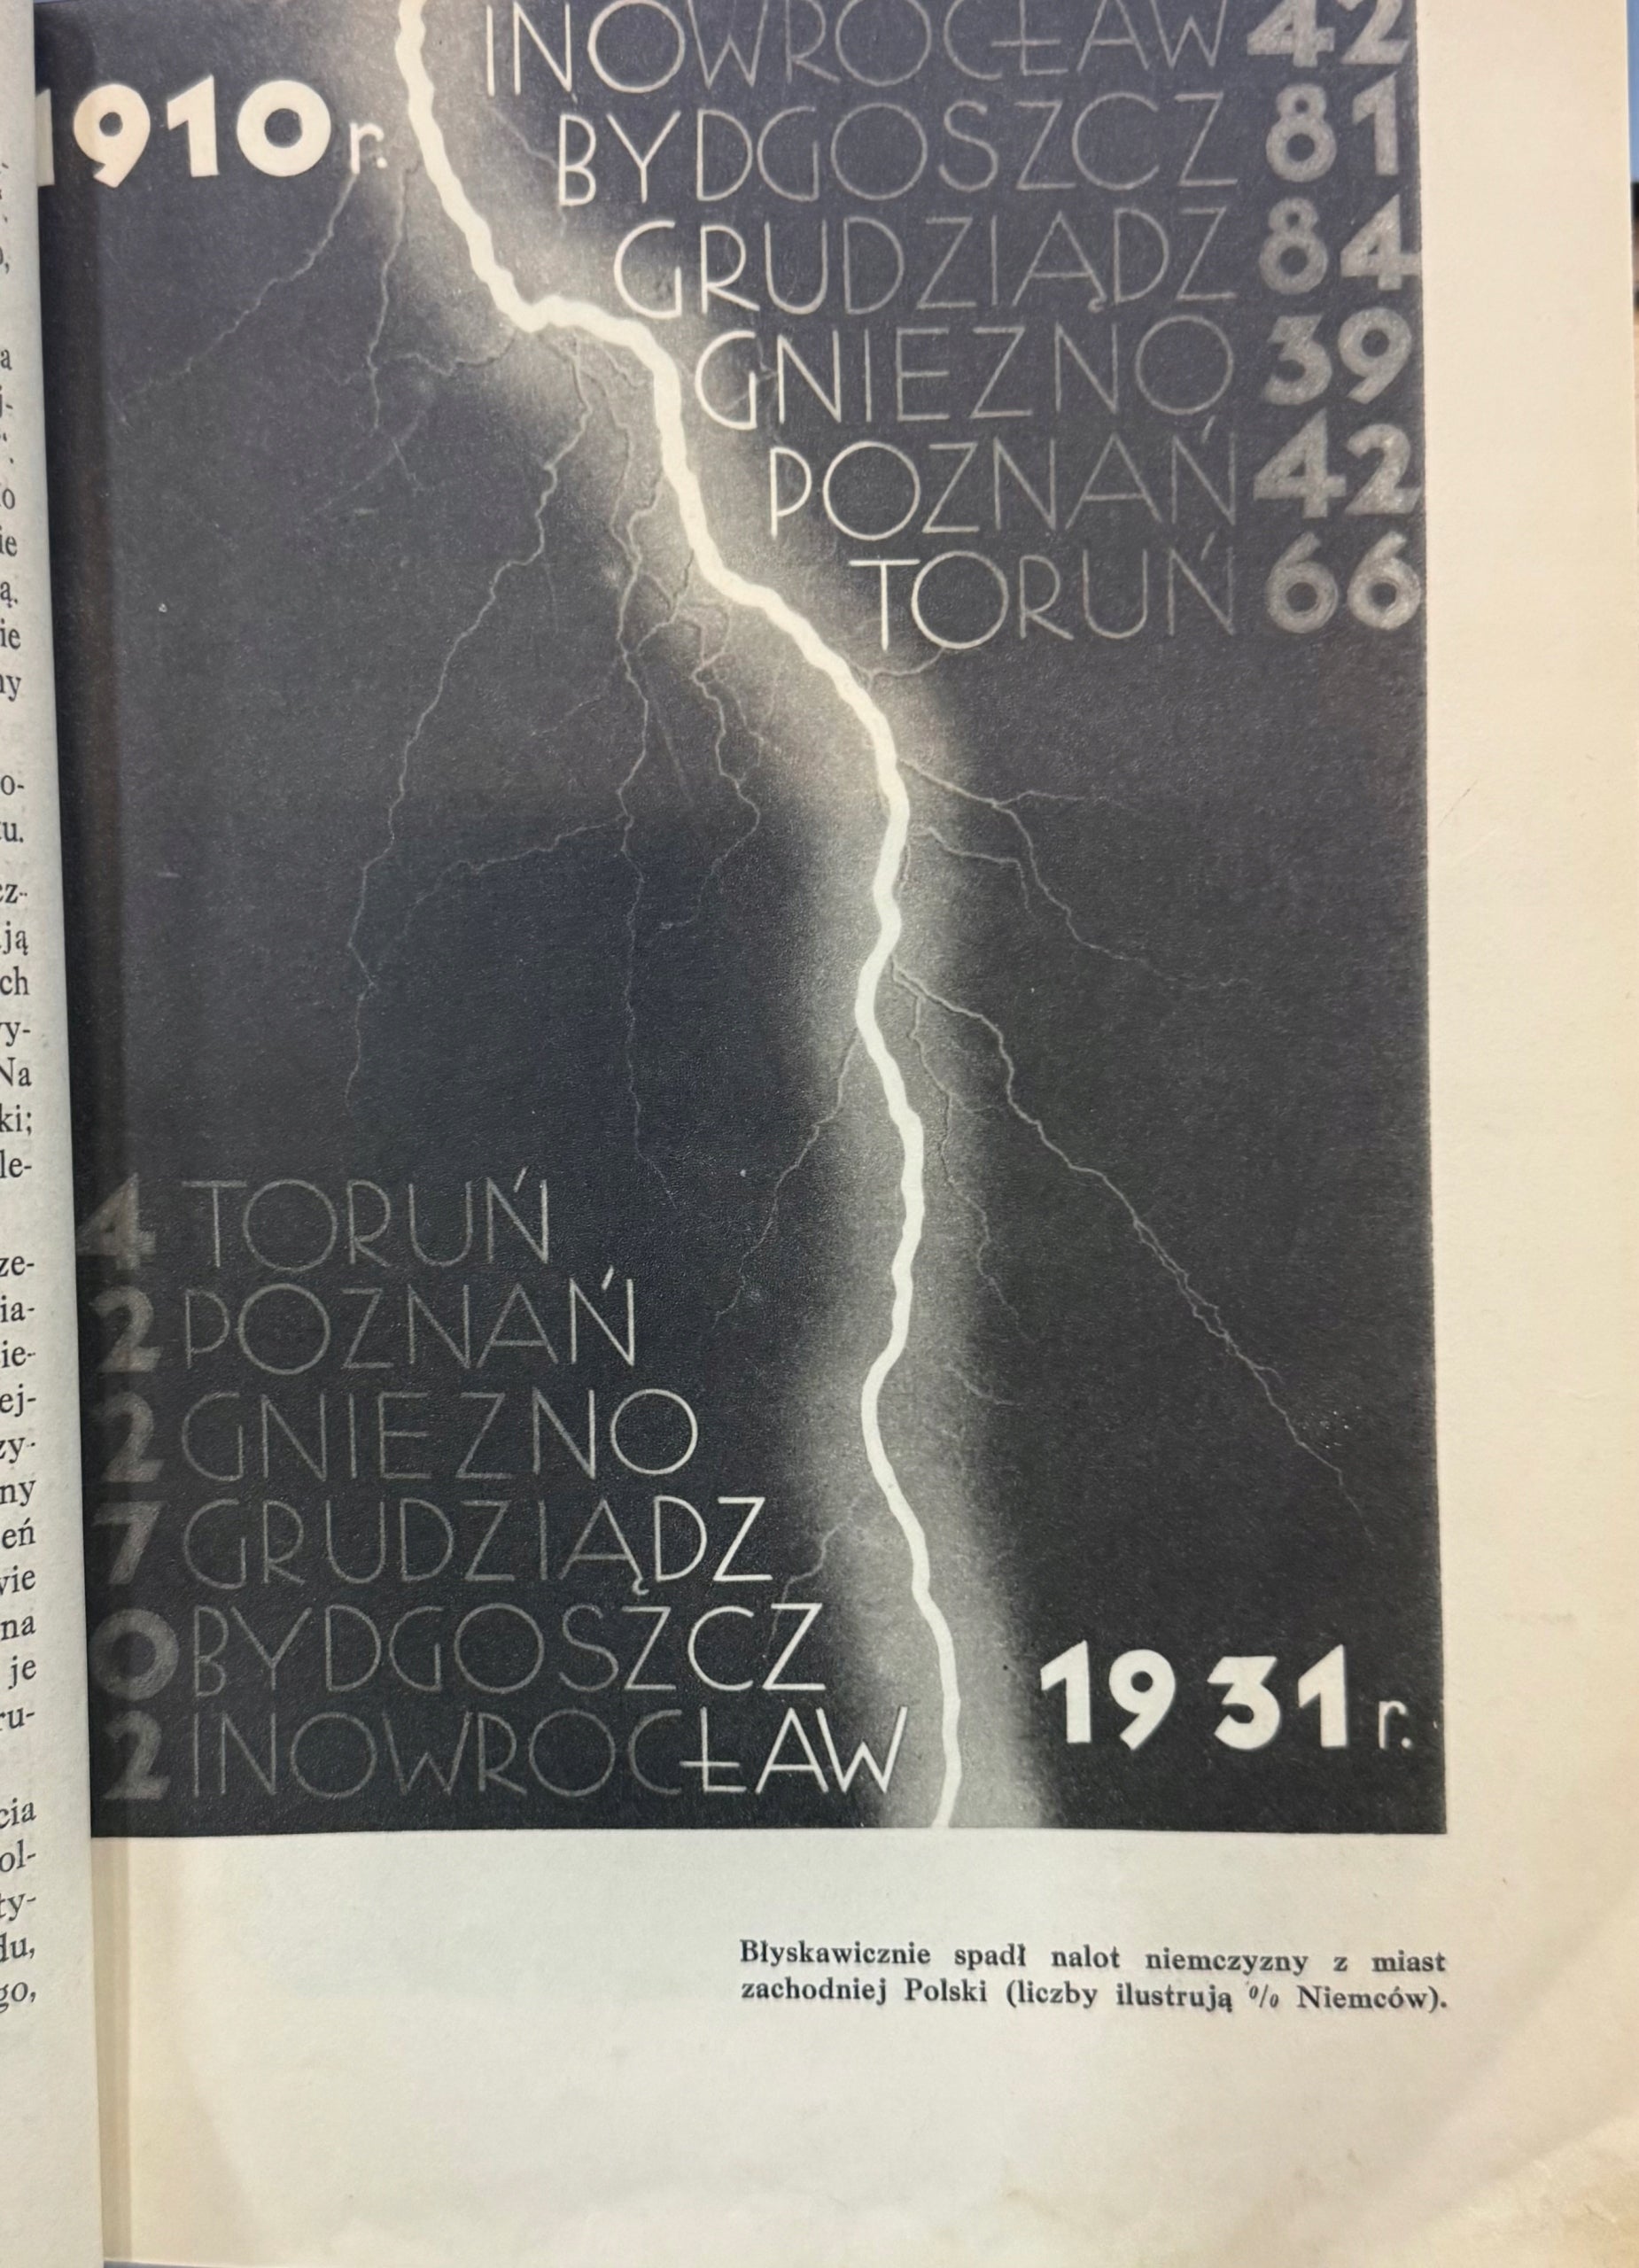 INOWROCŁAW 42
1910 r.
BYDGOSZCZ 81
GRUDZIĄDZ 84
GNIEZNO 39
POZNAŃ 42
TORUŃ 66
4 TORUŃ
2 POZNAŃ
2 GNIEZNO
7 GRUDZIĄDZ
0 BYDGOSZCZ
2 INOWROCŁAW
1931 r.
Błyskawicznie spadł nalot niemczyzny z miast
zachodniej Polski (liczby ilustrują % Niemców).